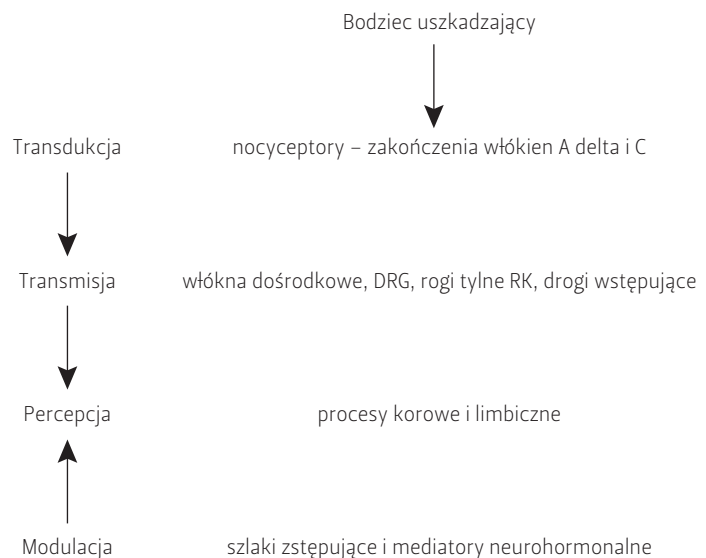 Bodziec uszkadzający
Transdukcja nocyceptory – zakończenia włókien A delta i C
Transmisja włókna dośrodkowe, DRG, rogi tylne RK, drogi wstępujące
Percepcja procesy korowe i limbiczne
Modulacja szlaki zstępujące i mediatory neurohormonalne